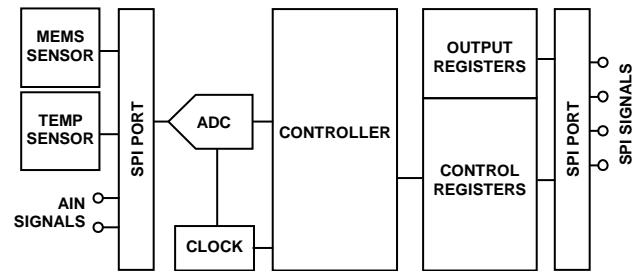 MEMS
SENSOR
TEMP
SENSOR
AIN
SIGNALS
SPI PORT
ADC
CLOCK
CONTROLLER
OUTPUT
REGISTERS
CONTROL
REGISTERS
SPI PORT
SPI SIGNALS